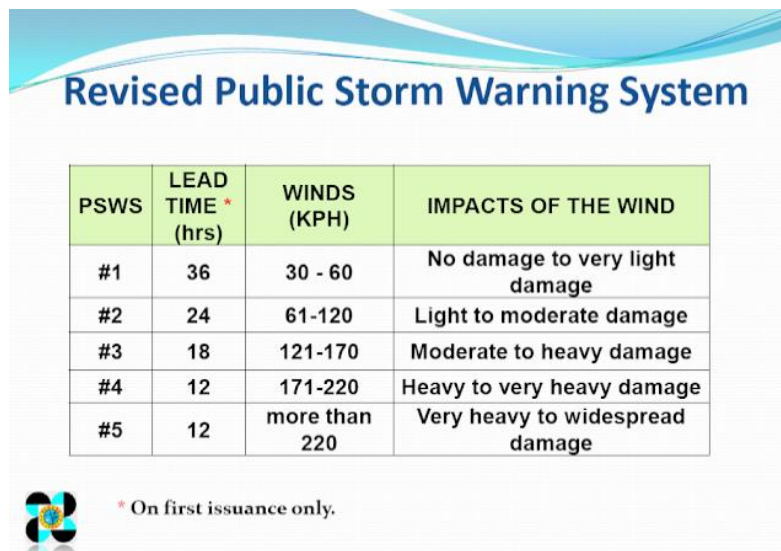 Revised Public Storm Warning System
PSWS
LEAD
TIME *
(hrs)
WINDS
(KPH)
IMPACTS OF THE WIND
#1
36
30 - 60
No damage to very light
damage
#2
24
61-120
Light to moderate damage
#3
18
121-170
Moderate to heavy damage
#4
12
171-220
Heavy to very heavy damage
#5
12
more than
220
Very heavy to widespread
damage
* On first issuance only.